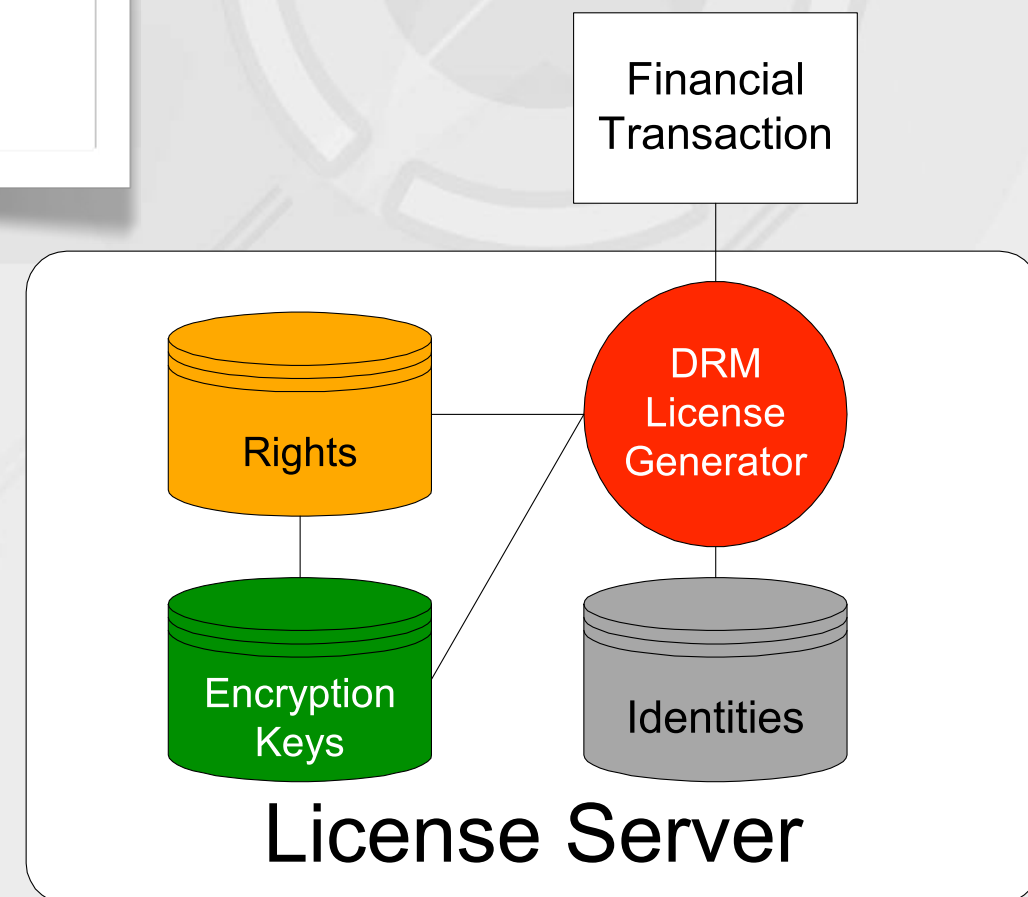 Financial
Transaction
DRM
License
Generator
Rights
Encryption
Keys
Identities
License Server